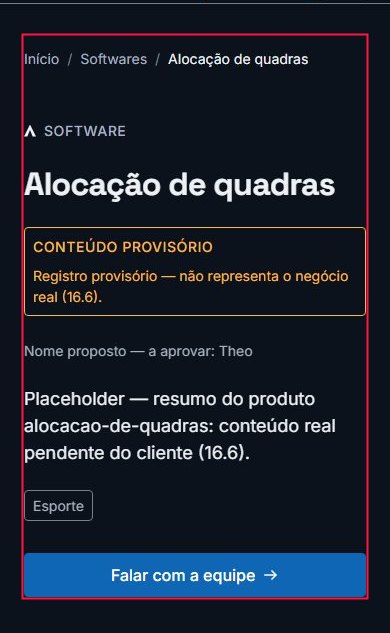 Início / Softwares / Alocação de quadras
SOFTWARE
Alocação de quadras
CONTEÚDO PROVISÓRIO
Registro provisório — não representa o negócio
real (16.6).
Nome proposto — a aprovar: Theo
Placeholder — resumo do produto
alocacao-de-quadras: conteúdo real
pendente do cliente (16.6).
Esporte
Falar com a equipe →